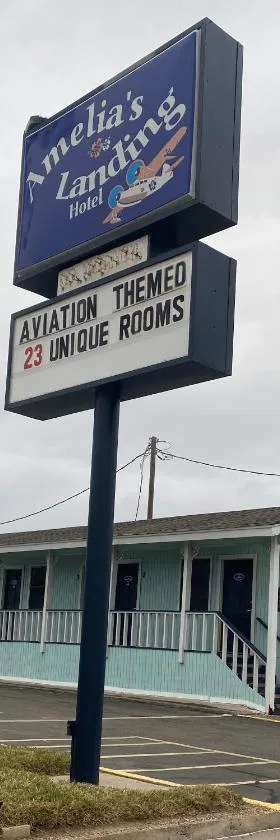 Amelia's
Landing
Hotel
AVIATION THEMED
23 UNIQUE ROOMS